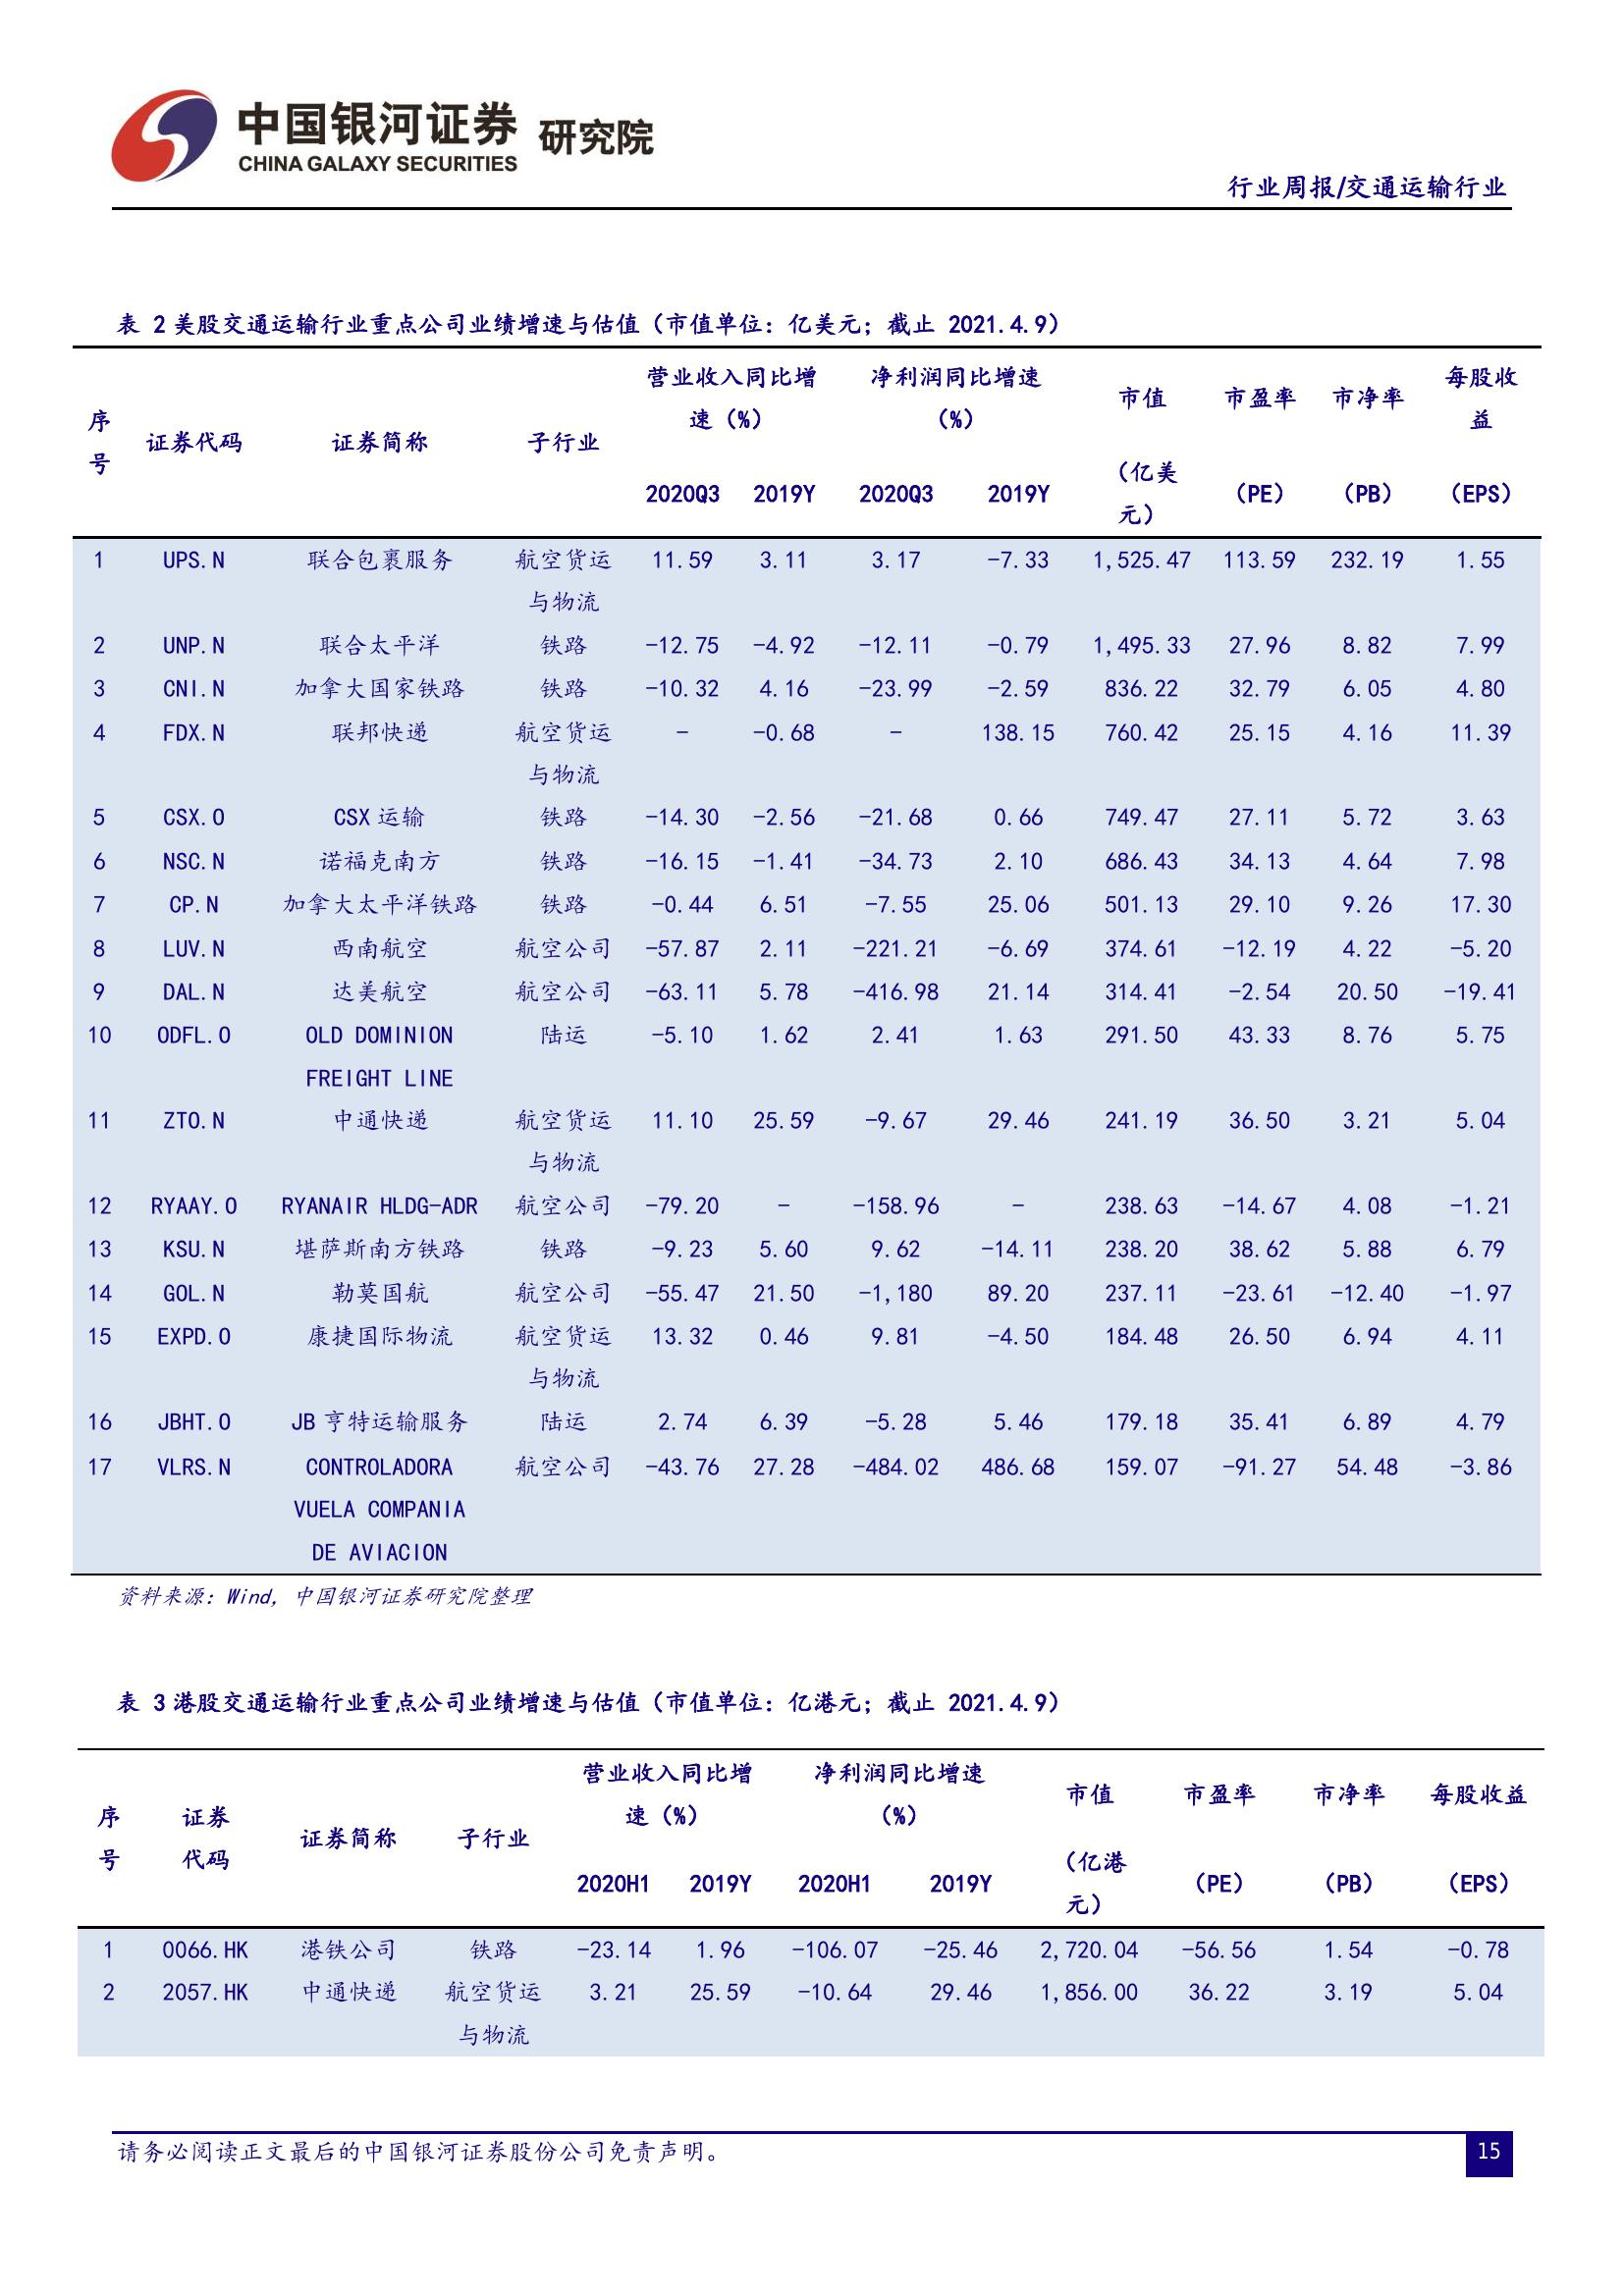 中国银河证券 研究院
CHINA GALAXY SECURITIES
行业周报/交通运输行业
表 2 美股交通运输行业重点公司业绩增速与估值（市值单位：亿美元；截止 2021.4.9）
序号 证券代码 证券简称 子行业 营业收入同比增速（%） 净利润同比增速（%） 市值 市盈率 市净率 每股收益
2020Q3 2019Y 2020Q3 2019Y （亿美元） （PE） （PB） （EPS）
1 UPS.N 联合包裹服务 航空货运与物流 11.59 3.11 3.17 -7.33 1,525.47 113.59 232.19 1.55
2 UNP.N 联合太平洋 铁路 -12.75 -4.92 -12.11 -0.79 1,495.33 27.96 8.82 7.99
3 CNI.N 加拿大国家铁路 铁路 -10.32 4.16 -23.99 -2.59 836.22 32.79 6.05 4.80
4 FDX.N 联邦快递 航空货运与物流 - -0.68 - 138.15 760.42 25.15 4.16 11.39
5 CSX.O CSX 运输 铁路 -14.30 -2.56 -21.68 0.66 749.47 27.11 5.72 3.63
6 NSC.N 诺福克南方 铁路 -16.15 -1.41 -34.73 2.10 686.43 34.13 4.64 7.98
7 CP.N 加拿大太平洋铁路 铁路 -0.44 6.51 -7.55 25.06 501.13 29.10 9.26 17.30
8 LUV.N 西南航空 航空公司 -57.87 2.11 -221.21 -6.69 374.61 -12.19 4.22 -5.20
9 DAL.N 达美航空 航空公司 -63.11 5.78 -416.98 21.14 314.41 -2.54 20.50 -19.41
10 ODFL.O OLD DOMINION FREIGHT LINE 陆运 -5.10 1.62 2.41 1.63 291.50 43.33 8.76 5.75
11 ZTO.N 中通快递 航空货运与物流 11.10 25.59 -9.67 29.46 241.19 36.50 3.21 5.04
12 RYAAY.O RYANAIR HLDG-ADR 航空公司 -79.20 - -158.96 - 238.63 -14.67 4.08 -1.21
13 KSU.N 堪萨斯南方铁路 铁路 -9.23 5.60 9.62 -14.11 238.20 38.62 5.88 6.79
14 GOL.N 勒莫国航 航空公司 -55.47 21.50 -1,180 89.20 237.11 -23.61 -12.40 -1.97
15 EXPD.O 康捷国际物流 航空货运与物流 13.32 0.46 9.81 -4.50 184.48 26.50 6.94 4.11
16 JBHT.O JB 亨特运输服务 陆运 2.74 6.39 -5.28 5.46 179.18 35.41 6.89 4.79
17 VLRS.N CONTROLADORA VUELA COMPANIA DE AVIACION 航空公司 -43.76 27.28 -484.02 486.68 159.07 -91.27 54.48 -3.86
资料来源：Wind，中国银河证券研究院整理
表 3 港股交通运输行业重点公司业绩增速与估值（市值单位：亿港元；截止 2021.4.9）
序号 证券代码 证券简称 子行业 营业收入同比增速（%） 净利润同比增速（%） 市值 市盈率 市净率 每股收益
2020H1 2019Y 2020H1 2019Y （亿港元） （PE） （PB） （EPS）
1 0066.HK 港铁公司 铁路 -23.14 1.96 -106.07 -25.46 2,720.04 -56.56 1.54 -0.78
2 2057.HK 中通快递 航空货运与物流 3.21 25.59 -10.64 29.46 1,856.00 36.22 3.19 5.04
请务必阅读正文最后的中国银河证券股份公司免责声明。
15